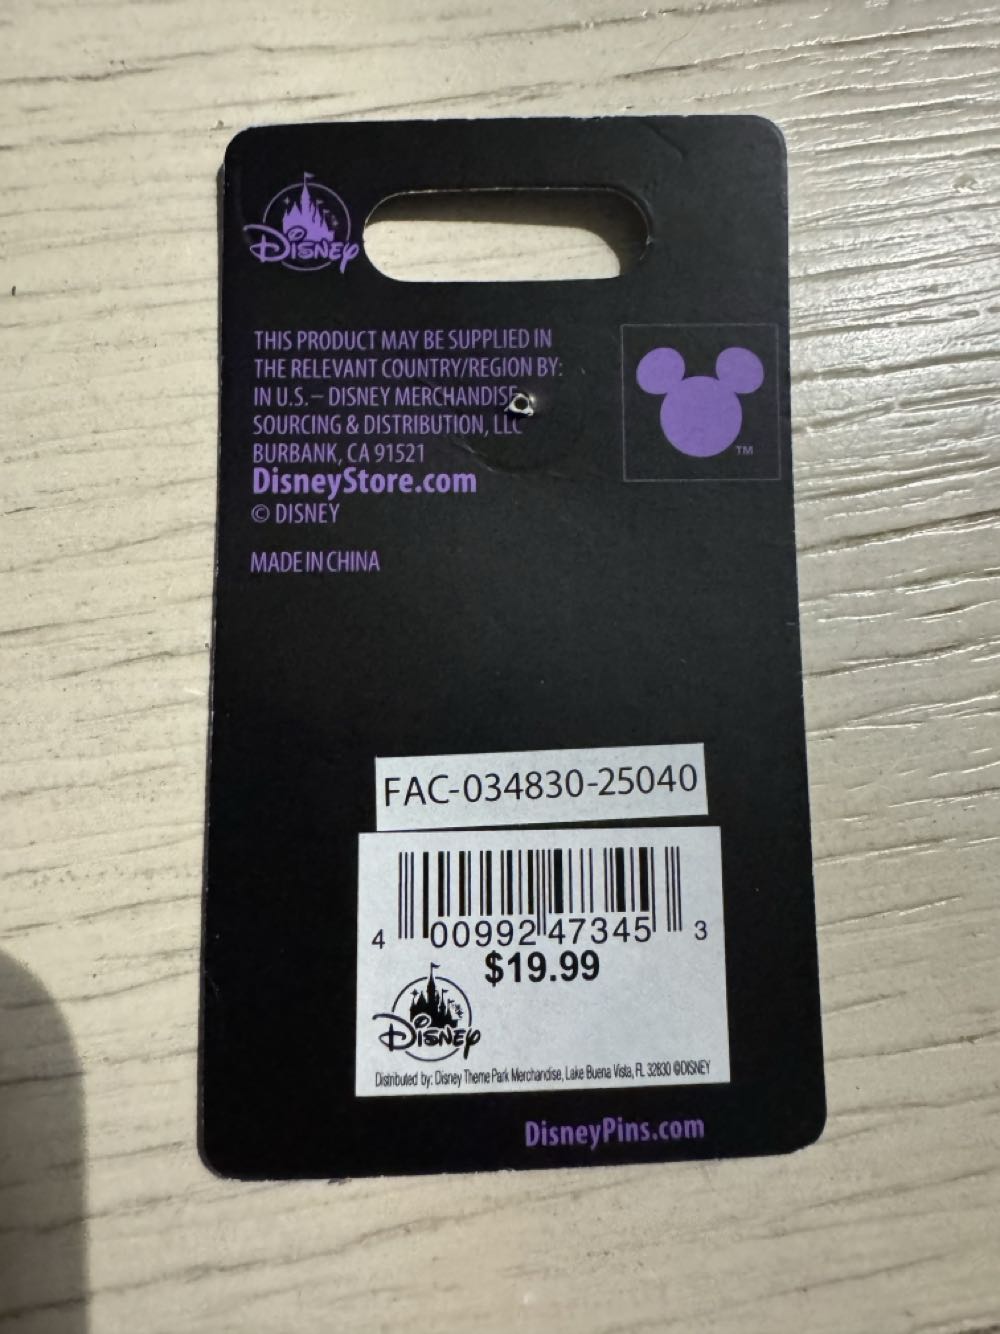 Disney
THIS PRODUCT MAY BE SUPPLIED IN
THE RELEVANT COUNTRY/REGION BY:
IN U.S. – DISNEY MERCHANDISE
SOURCING & DISTRIBUTION, LLC
BURBANK, CA 91521
DisneyStore.com
© DISNEY
MADE IN CHINA
TM
FAC-034830-25040
4 00992 47345 3
$19.99
Disney
Distributed by: Disney Theme Park Merchandise, Lake Buena Vista, FL 32830 ©DISNEY
DisneyPins.com